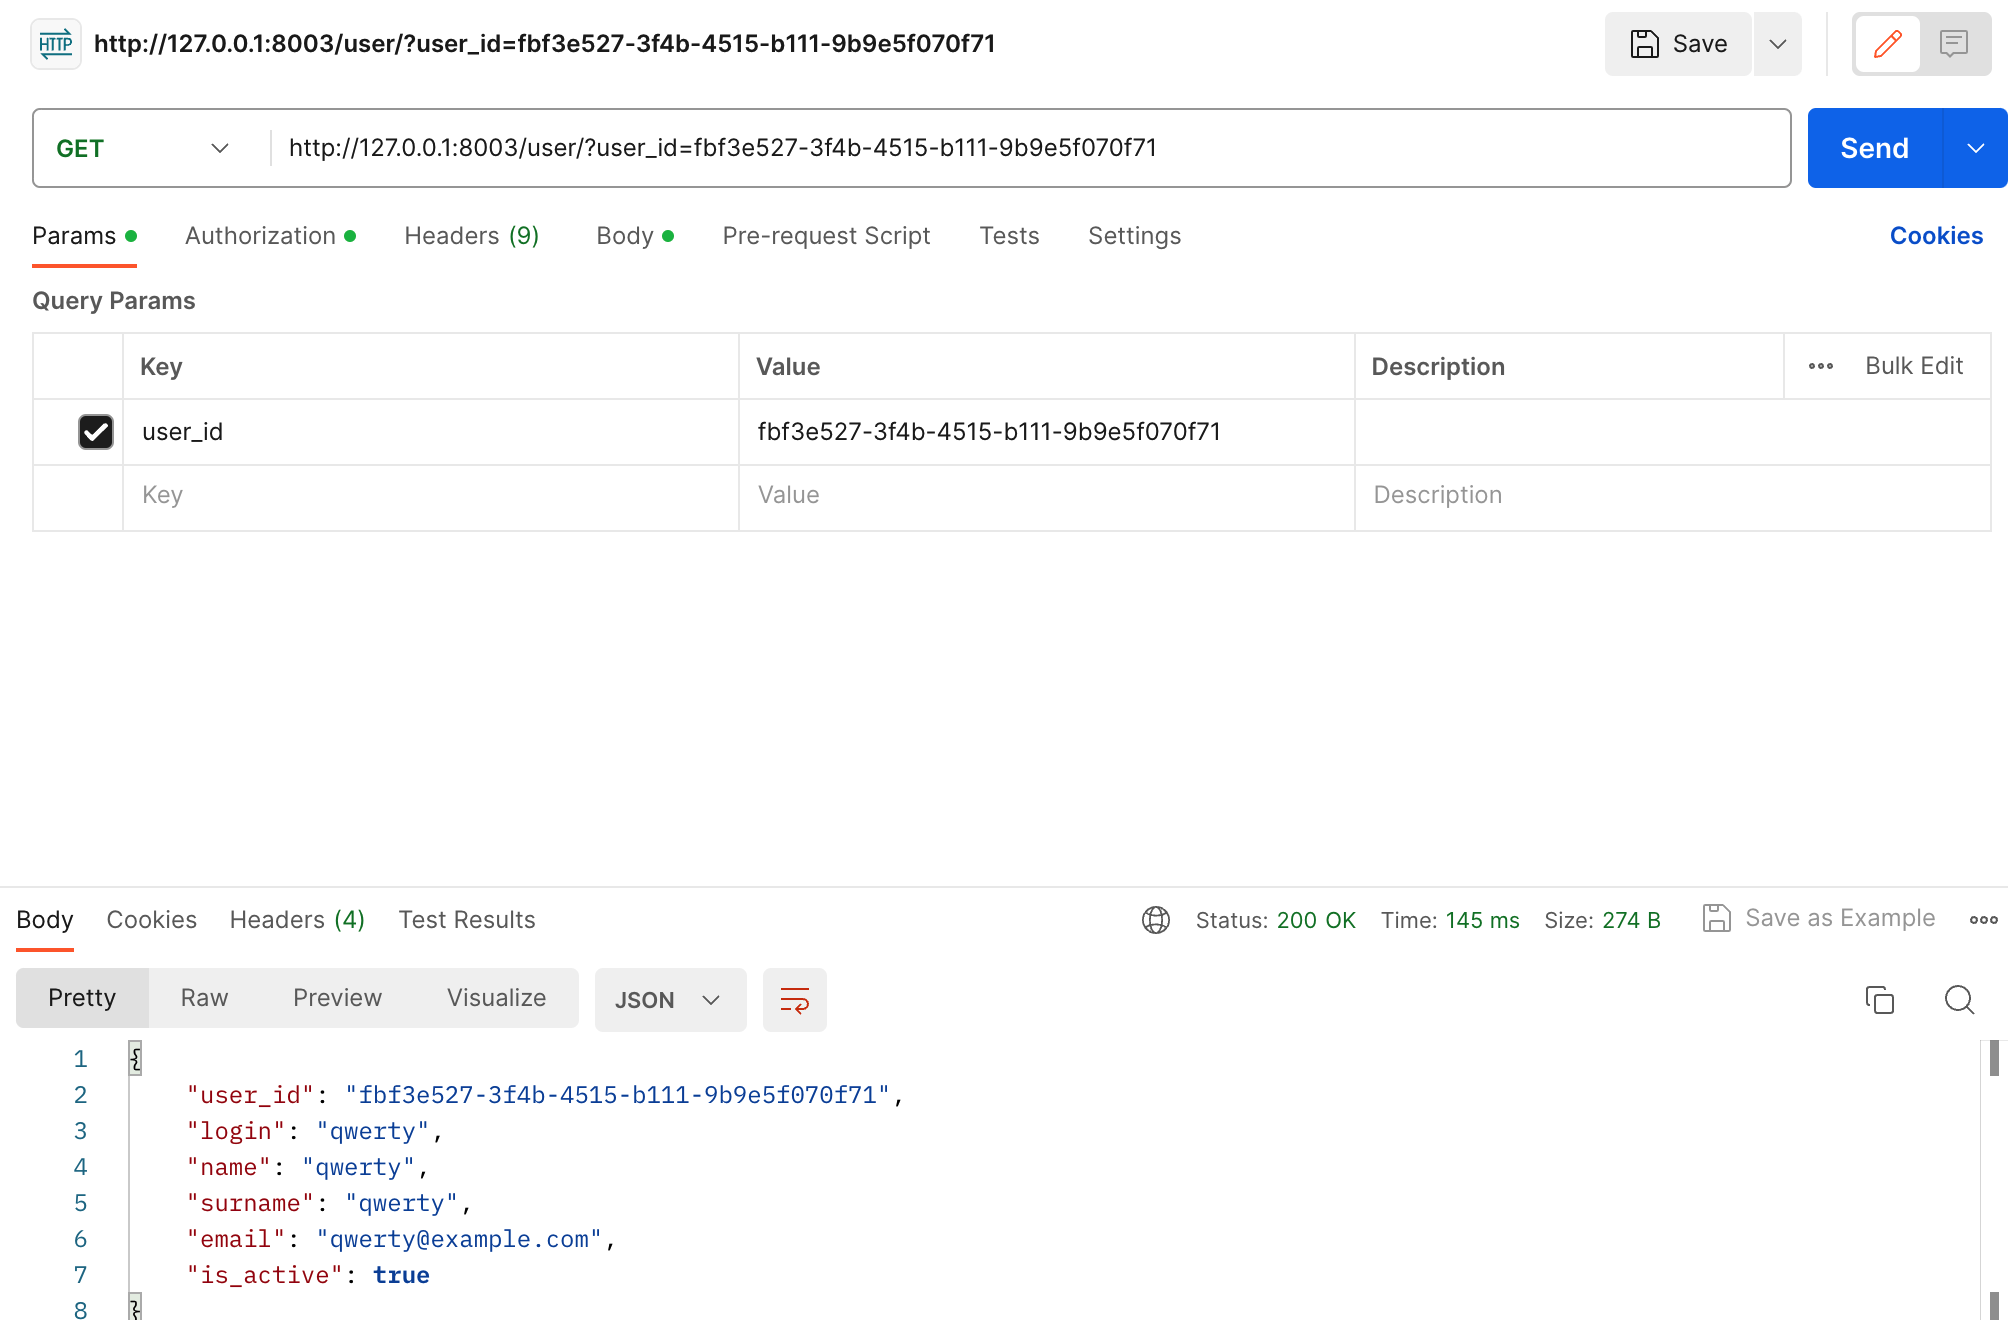 HTTP http://127.0.0.1:8003/user/?user_id=fbf3e527-3f4b-4515-b111-9b9e5f070f71 Save
GET http://127.0.0.1:8003/user/?user_id=fbf3e527-3f4b-4515-b111-9b9e5f070f71 Send
Params Authorization Headers (9) Body Pre-request Script Tests Settings Cookies
Query Params
Key Value Description Bulk Edit
user_id fbf3e527-3f4b-4515-b111-9b9e5f070f71
Key Value Description
Body Cookies Headers (4) Test Results Status: 200 OK Time: 145 ms Size: 274 B Save as Example
Pretty Raw Preview Visualize JSON
1 {
2 "user_id": "fbf3e527-3f4b-4515-b111-9b9e5f070f71",
3 "login": "qwerty",
4 "name": "qwerty",
5 "surname": "qwerty",
6 "email": "qwerty@example.com",
7 "is_active": true
8 }